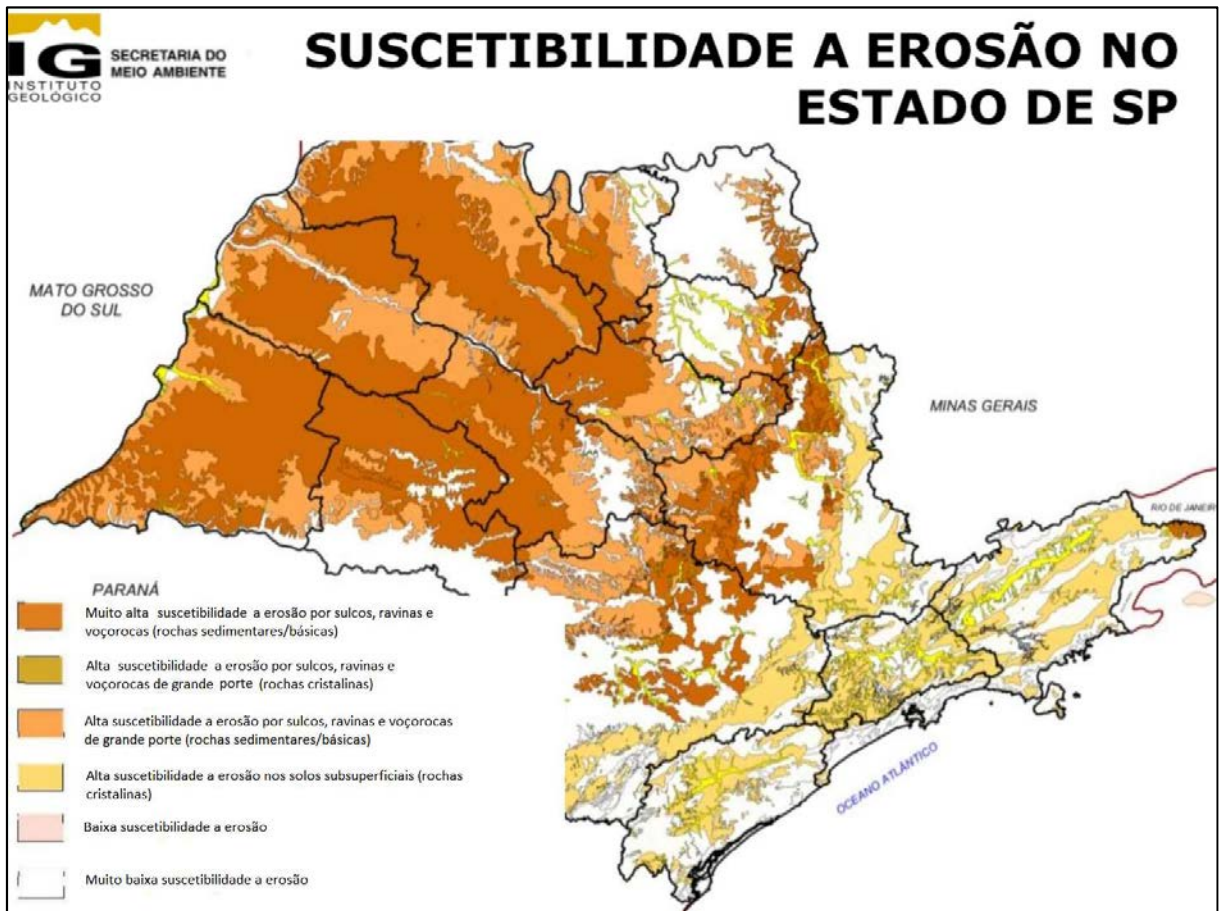 IG
INSTITUTO
GEOLÓGICO
SECRETARIA DO
MEIO AMBIENTE
SUSCETIBILIDADE A EROSÃO NO
ESTADO DE SP
MATO GROSSO
DO SUL
MINAS GERAIS
RIO DE JANEI
PARANÁ
OCEANO ATLÂNTICO
Muito alta suscetibilidade a erosão por sulcos, ravinas e
voçorocas (rochas sedimentares/básicas)
Alta suscetibilidade a erosão por sulcos, ravinas e
voçorocas de grande porte (rochas cristalinas)
Alta suscetibilidade a erosão por sulcos, ravinas e voçorocas
de grande porte (rochas sedimentares/básicas)
Alta suscetibilidade a erosão nos solos subsuperficiais (rochas
cristalinas)
Baixa suscetibilidade a erosão
Muito baixa suscetibilidade a erosão